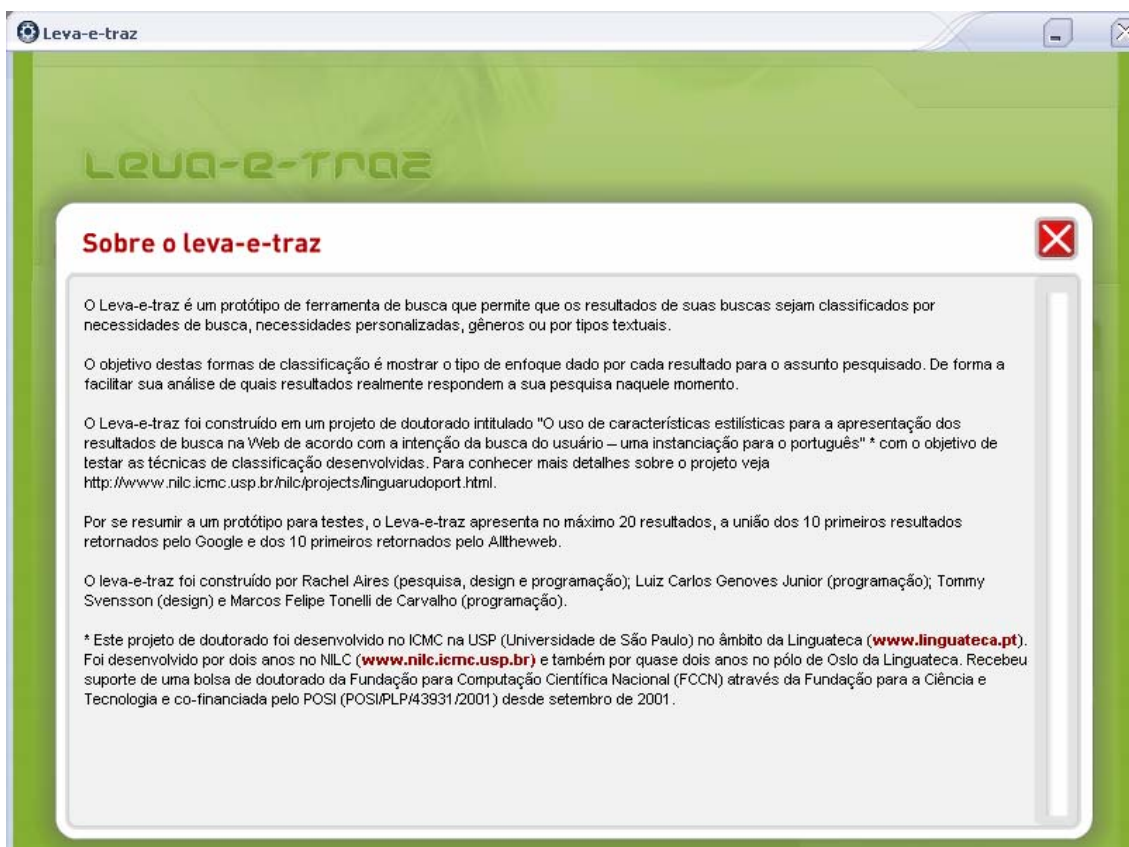 Leva-e-traz
Leva-e-traz
Sobre o leva-e-traz
O Leva-e-traz é um protótipo de ferramenta de busca que permite que os resultados de suas buscas sejam classificados por
necessidades de busca, necessidades personalizadas, gêneros ou por tipos textuais.
O objetivo destas formas de classificação é mostrar o tipo de enfoque dado por cada resultado para o assunto pesquisado. De forma a
facilitar sua análise de quais resultados realmente respondem a sua pesquisa naquele momento.
O Leva-e-traz foi construído em um projeto de doutorado intitulado "O uso de características estilísticas para a apresentação dos
resultados de busca na Web de acordo com a intenção da busca do usuário – uma instanciação para o português" * com o objetivo de
testar as técnicas de classificação desenvolvidas. Para conhecer mais detalhes sobre o projeto veja
http://www.nilc.icmc.usp.br/nilc/projects/linguarudoport.html.
Por se resumir a um protótipo para testes, o Leva-e-traz apresenta no máximo 20 resultados, a união dos 10 primeiros resultados
retornados pelo Google e dos 10 primeiros retornados pelo Alltheweb.
O leva-e-traz foi construído por Rachel Aires (pesquisa, design e programação); Luiz Carlos Genoves Junior (programação); Tommy
Svensson (design) e Marcos Felipe Tonelli de Carvalho (programação).
* Este projeto de doutorado foi desenvolvido no ICMC na USP (Universidade de São Paulo) no âmbito da Linguateca (www.linguateca.pt).
Foi desenvolvido por dois anos no NILC (www.nilc.icmc.usp.br) e também por quase dois anos no pólo de Oslo da Linguateca. Recebeu
suporte de uma bolsa de doutorado da Fundação para Computação Científica Nacional (FCCN) através da Fundação para a Ciência e
Tecnologia e co-financiada pelo POSI (POSI/PLP/43931/2001) desde setembro de 2001.